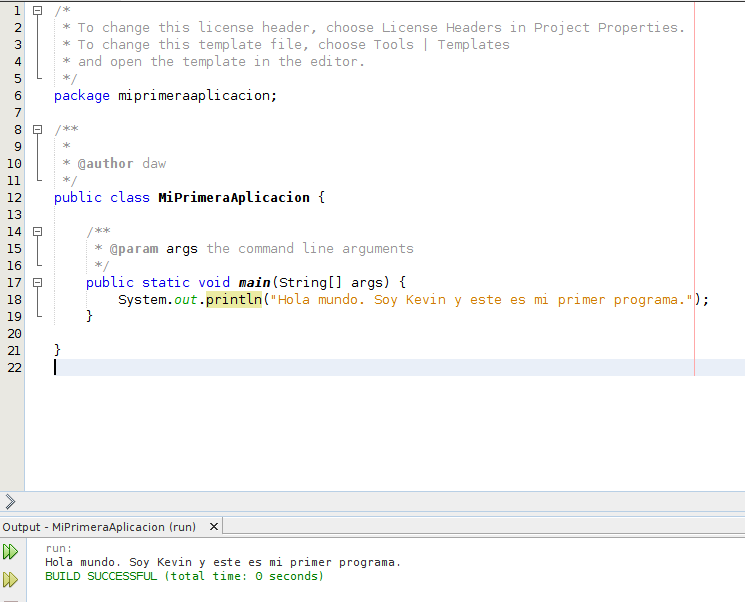 1 /*
2 * To change this license header, choose License Headers in Project Properties.
3 * To change this template file, choose Tools | Templates
4 * and open the template in the editor.
5 */
6 package miprimeraaplicacion;
7
8 /**
9 *
10 * @author daw
11 */
12 public class MiPrimeraAplicacion {
13
14 /**
15 * @param args the command line arguments
16 */
17 public static void main(String[] args) {
18 System.out.println("Hola mundo. Soy Kevin y este es mi primer programa.");
19 }
20
21 }
22
Output - MiPrimeraAplicacion (run)
run:
Hola mundo. Soy Kevin y este es mi primer programa.
BUILD SUCCESSFUL (total time: 0 seconds)